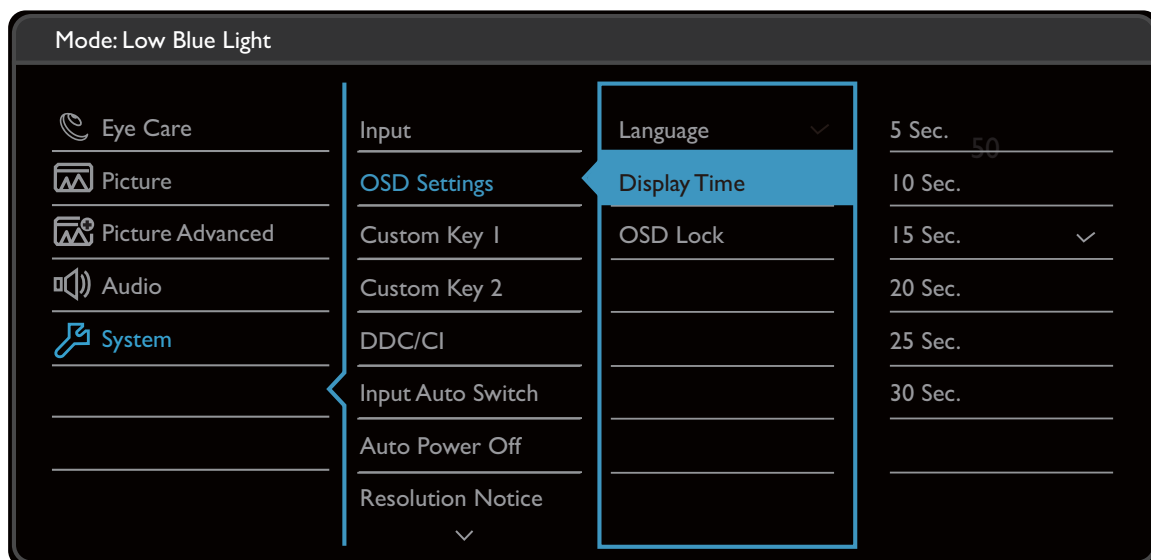 Mode: Low Blue Light
Eye Care
Picture
Picture Advanced
Audio
System
Input
OSD Settings
Custom Key 1
Custom Key 2
DDC/CI
Input Auto Switch
Auto Power Off
Resolution Notice
Language
Display Time
OSD Lock
5 Sec.
50
10 Sec.
15 Sec.
20 Sec.
25 Sec.
30 Sec.